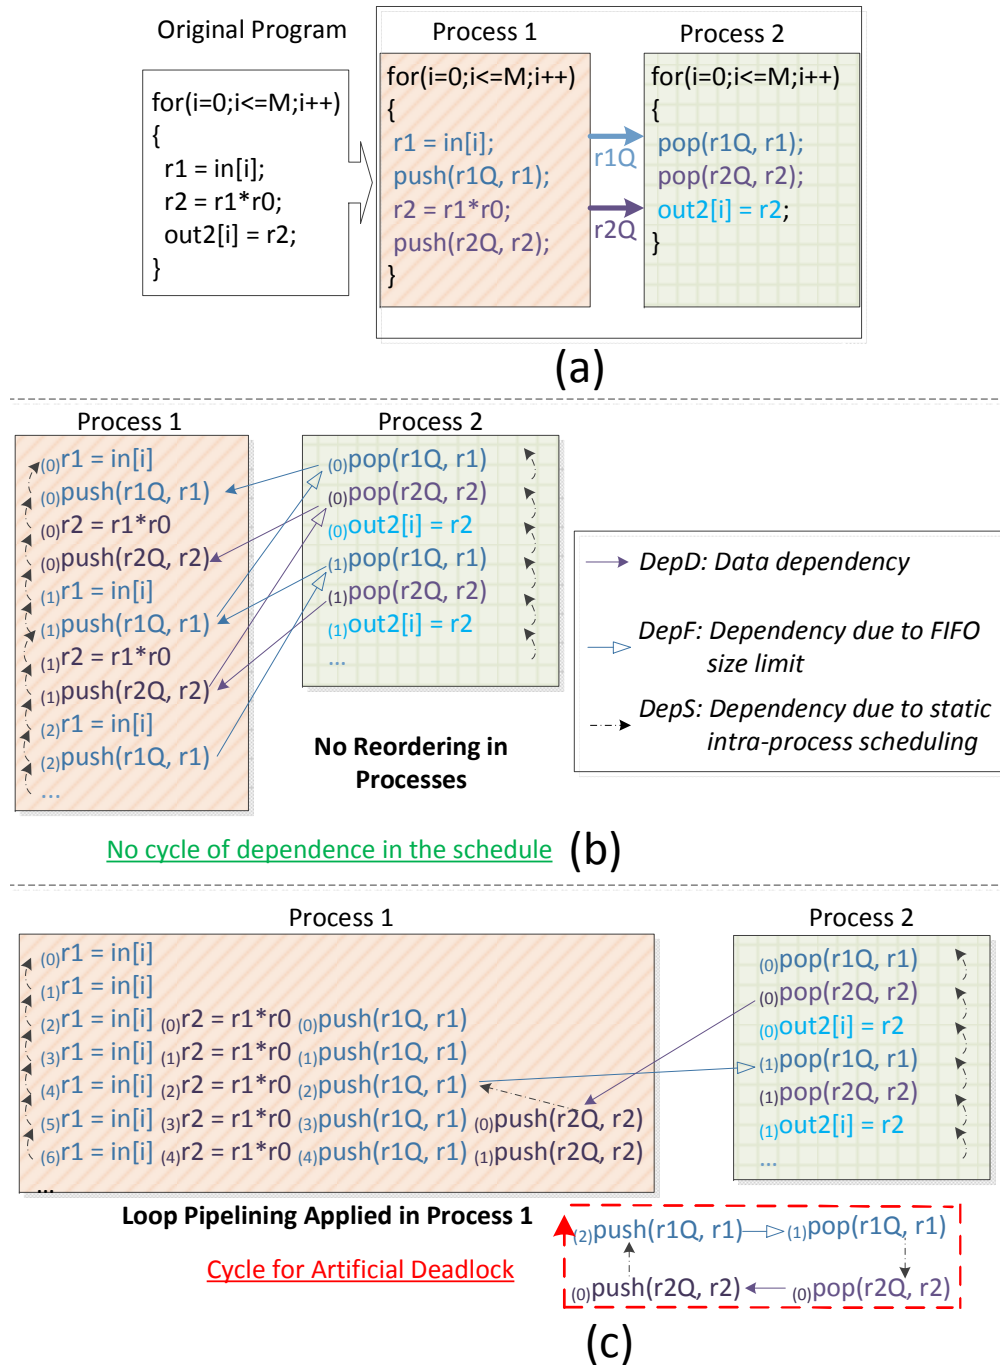 Original Program
Process 1
Process 2
for(i=0;i<=M;i++)
{
r1 = in[i];
r2 = r1*r0;
out2[i] = r2;
}
for(i=0;i<=M;i++)
{
r1 = in[i];
push(r1Q, r1);
r2 = r1*r0;
push(r2Q, r2);
}
r1Q
r2Q
for(i=0;i<=M;i++)
{
pop(r1Q, r1);
pop(r2Q, r2);
out2[i] = r2;
}
(a)
Process 1
(0)r1 = in[i]
(0)push(r1Q, r1)
(0)r2 = r1*r0
(0)push(r2Q, r2)
(1)r1 = in[i]
(1)push(r1Q, r1)
(1)r2 = r1*r0
(1)push(r2Q, r2)
(2)r1 = in[i]
(2)push(r1Q, r1)
...
Process 2
(0)pop(r1Q, r1)
(0)pop(r2Q, r2)
(0)out2[i] = r2
(1)pop(r1Q, r1)
(1)pop(r2Q, r2)
(1)out2[i] = r2
...
DepD: Data dependency
DepF: Dependency due to FIFO
size limit
DepS: Dependency due to static
intra-process scheduling
No Reordering in
Processes
No cycle of dependence in the schedule
(b)
Process 1
(0)r1 = in[i]
(1)r1 = in[i]
(2)r1 = in[i] (0)r2 = r1*r0 (0)push(r1Q, r1)
(3)r1 = in[i] (1)r2 = r1*r0 (1)push(r1Q, r1)
(4)r1 = in[i] (2)r2 = r1*r0 (2)push(r1Q, r1)
(5)r1 = in[i] (3)r2 = r1*r0 (3)push(r1Q, r1) (0)push(r2Q, r2)
(6)r1 = in[i] (4)r2 = r1*r0 (4)push(r1Q, r1) (1)push(r2Q, r2)
...
Process 2
(0)pop(r1Q, r1)
(0)pop(r2Q, r2)
(0)out2[i] = r2
(1)pop(r1Q, r1)
(1)pop(r2Q, r2)
(1)out2[i] = r2
...
Loop Pipelining Applied in Process 1
Cycle for Artificial Deadlock
(2)push(r1Q, r1)
(1)pop(r1Q, r1)
(0)push(r2Q, r2)
(0)pop(r2Q, r2)
(c)